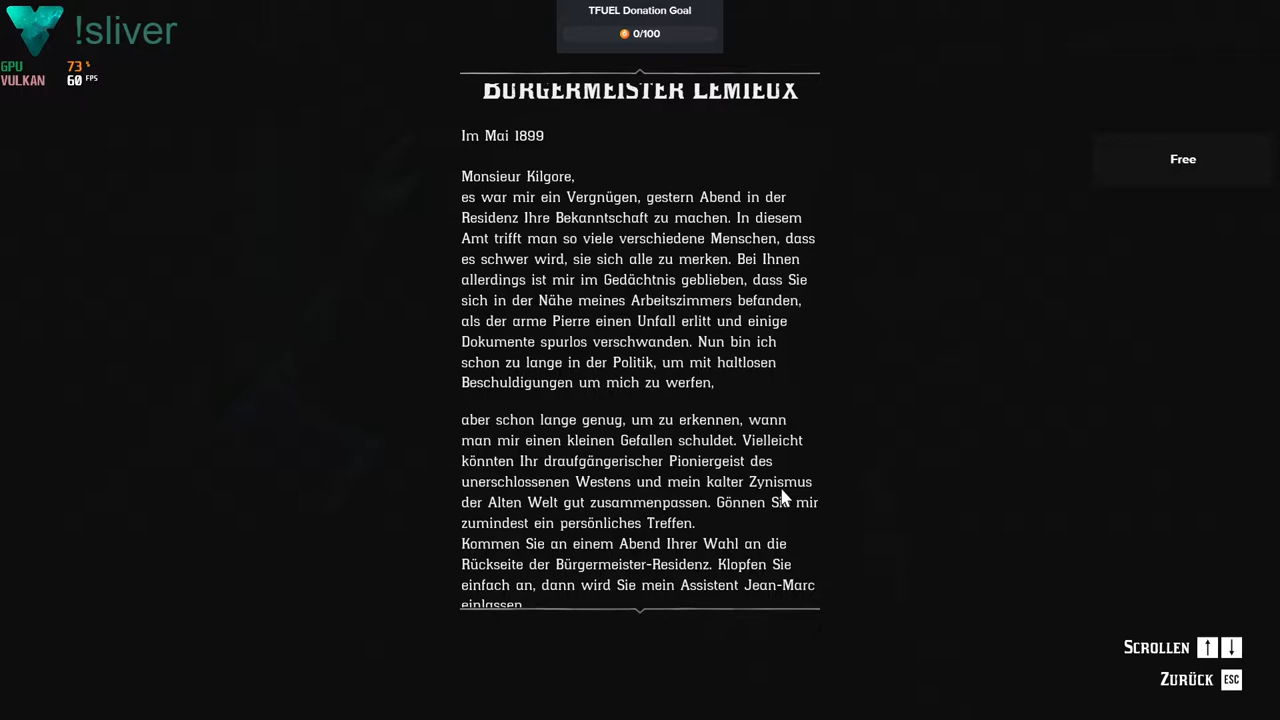 !sliver
TFUEL Donation Goal
0/100
GPU 73 %
VULKAN 60 FPS
BÜRGERMEISTER LEMIEUX
Im Mai 1899
Free
Monsieur Kilgore,
es war mir ein Vergnügen, gestern Abend in der
Residenz Ihre Bekanntschaft zu machen. In diesem
Amt trifft man so viele verschiedene Menschen, dass
es schwer wird, sie sich alle zu merken. Bei Ihnen
allerdings ist mir im Gedächtnis geblieben, dass Sie
sich in der Nähe meines Arbeitszimmers befanden,
als der arme Pierre einen Unfall erlitt und einige
Dokumente spurlos verschwanden. Nun bin ich
schon zu lange in der Politik, um mit haltlosen
Beschuldigungen um mich zu werfen,
aber schon lange genug, um zu erkennen, wann
man mir einen kleinen Gefallen schuldet. Vielleicht
könnten Ihr draufgängerischer Pioniergeist des
unerschlossenen Westens und mein kalter Zynismus
der Alten Welt gut zusammenpassen. Gönnen Sie mir
zumindest ein persönliches Treffen.
Kommen Sie an einem Abend Ihrer Wahl an die
Rückseite der Bürgermeister-Residenz. Klopfen Sie
einfach an, dann wird Sie mein Assistent Jean-Marc
einlassen.
SCROLLEN ↑ ↓
ZURÜCK ESC